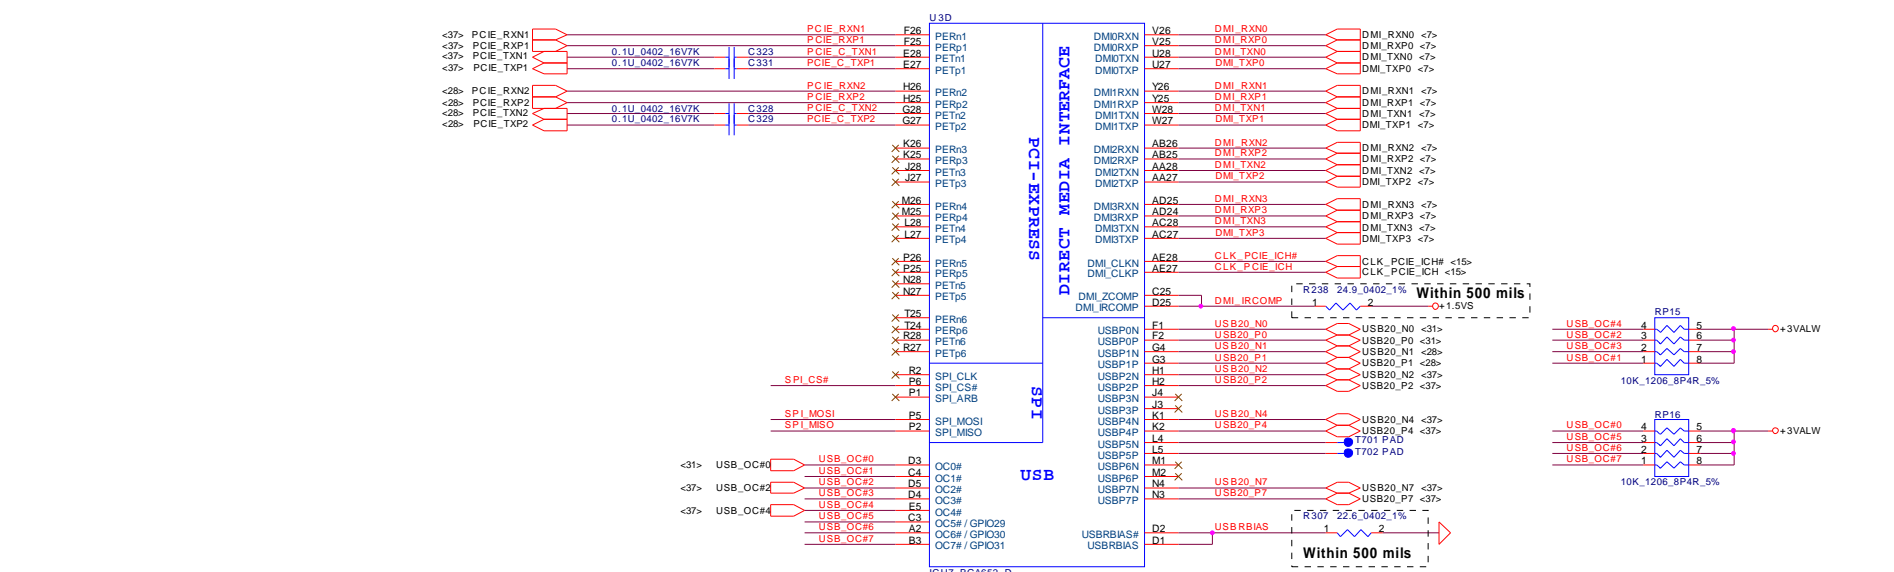 U3D
<37> PCIE_RXN1 PCIE_RXN1 F26 PERn1 DMI0RXN V26 DMI_RXN0 DMI_RXN0 <7>
<37> PCIE_RXP1 PCIE_RXP1 F25 PERp1 DMI0RXP V25 DMI_RXP0 DMI_RXP0 <7>
<37> PCIE_TXN1 0.1U_0402_16V7K C323 PCIE_C_TXN1 E28 PETn1 DMI0TXN U28 DMI_TXN0 DMI_TXN0 <7>
<37> PCIE_TXP1 0.1U_0402_16V7K C331 PCIE_C_TXP1 E27 PETp1 DMI0TXP U27 DMI_TXP0 DMI_TXP0 <7>
<28> PCIE_RXN2 PCIE_RXN2 H26 PERn2 DMI1RXN Y26 DMI_RXN1 DMI_RXN1 <7>
<28> PCIE_RXP2 PCIE_RXP2 H25 PERp2 DMI1RXP Y25 DMI_RXP1 DMI_RXP1 <7>
<28> PCIE_TXN2 0.1U_0402_16V7K C328 PCIE_C_TXN2 G28 PETn2 DMI1TXN W28 DMI_TXN1 DMI_TXN1 <7>
<28> PCIE_TXP2 0.1U_0402_16V7K C329 PCIE_C_TXP2 G27 PETp2 DMI1TXP W27 DMI_TXP1 DMI_TXP1 <7>
K26 PERn3 DMI2RXN AB26 DMI_RXN2 DMI_RXN2 <7>
K25 PERp3 DMI2RXP AB25 DMI_RXP2 DMI_RXP2 <7>
J28 PETn3 DMI2TXN AA28 DMI_TXN2 DMI_TXN2 <7>
J27 PETp3 DMI2TXP AA27 DMI_TXP2 DMI_TXP2 <7>
M26 PERn4 DMI3RXN AD25 DMI_RXN3 DMI_RXN3 <7>
M25 PERp4 DMI3RXP AD24 DMI_RXP3 DMI_RXP3 <7>
L28 PETn4 DMI3TXN AC28 DMI_TXN3 DMI_TXN3 <7>
L27 PETp4 DMI3TXP AC27 DMI_TXP3 DMI_TXP3 <7>
PCI-EXPRESS
DIRECT MEDIA INTERFACE
P26 PERn5 DMI_CLKN AE28 CLK_PCIE_ICH# CLK_PCIE_ICH# <15>
P25 PERp5 DMI_CLKP AE27 CLK_PCIE_ICH CLK_PCIE_ICH <15>
N28 PETn5
N27 PETp5 DMI_ZCOMP C25 R238 24.9_0402_1% Within 500 mils
DMI_IRCOMP D25 DMI_IRCOMP 1 2 +1.5VS
T25 PERn6 USBP0N F1 USB20_N0 USB20_N0 <31>
T24 PERp6 USBP0P F2 USB20_P0 USB20_P0 <31>
R28 PETn6 USBP1N G4 USB20_N1 USB20_N1 <28>
R27 PETp6 USBP1P G3 USB20_P1 USB20_P1 <28>
RP15
USB_OC#4 4 5 +3VALW
USB_OC#2 3 6
USB_OC#3 2 7
USB_OC#1 1 8
10K_1206_8P4R_5%
R2 SPI_CLK USBP2N H1 USB20_N2 USB20_N2 <37>
SPI_CS# P6 SPI_CS# USBP2P H2 USB20_P2 USB20_P2 <37>
P1 SPI_ARB USBP3N J4
USBP3P J3
SPI
SPI_MOSI P5 SPI_MOSI USBP4N K1 USB20_N4 USB20_N4 <37>
SPI_MISO P2 SPI_MISO USBP4P K2 USB20_P4 USB20_P4 <37>
USBP5N L4 T701 PAD
USBP5P L5 T702 PAD
RP16
USB_OC#0 4 5 +3VALW
USB_OC#5 3 6
USB_OC#6 2 7
USB_OC#7 1 8
10K_1206_8P4R_5%
<31> USB_OC#0 USB_OC#0 D3 OC0# USBP6N M1
USB_OC#1 C4 OC1# USBP6P M2
USB
<37> USB_OC#2 USB_OC#2 D5 OC2# USBP7N N4 USB20_N7 USB20_N7 <37>
USB_OC#3 D4 OC3# USBP7P N3 USB20_P7 USB20_P7 <37>
<37> USB_OC#4 USB_OC#4 E5 OC4#
USB_OC#5 C3 OC5# / GPIO29 R307 22.6_0402_1%
USB_OC#6 A2 OC6# / GPIO30 USBRBIAS# D2 USBRBIAS 1 2
USB_OC#7 B3 OC7# / GPIO31 USBRBIAS D1
Within 500 mils
ICH7_BGA652_D